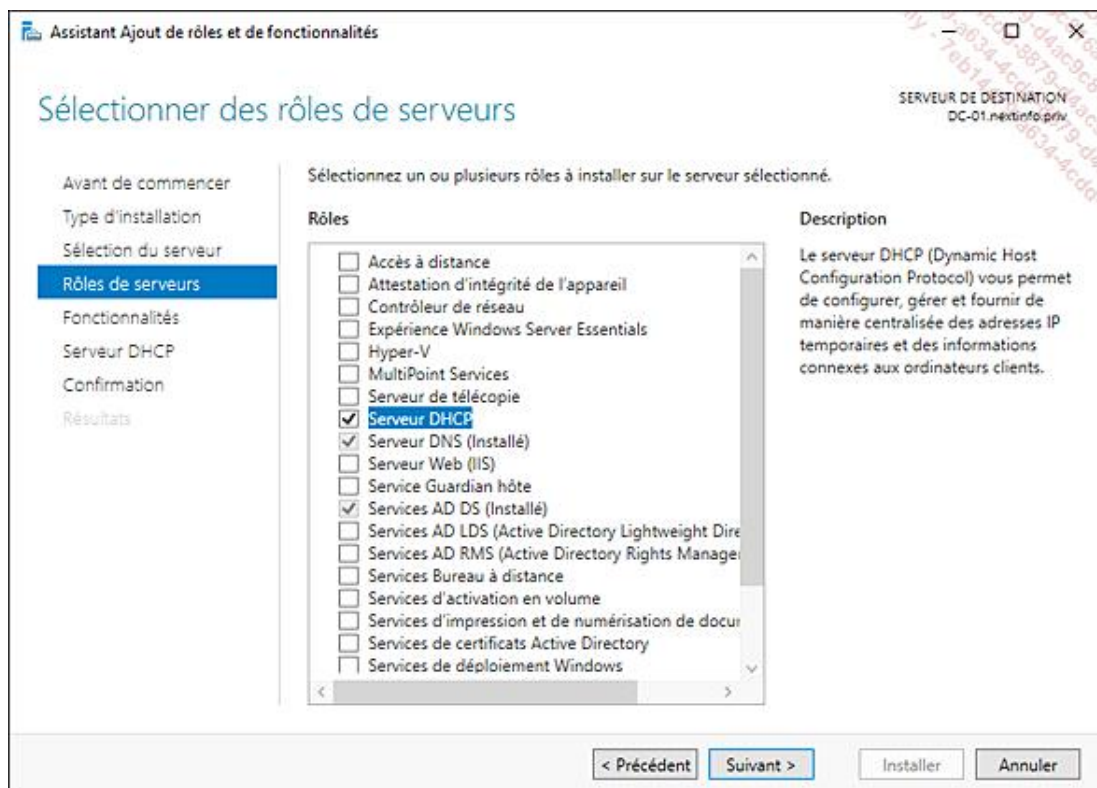 Assistant Ajout de rôles et de fonctionnalités
Sélectionner des rôles de serveurs
SERVEUR DE DESTINATION
DC-01.nextinfo.priv
Avant de commencer
Type d'installation
Sélection du serveur
Rôles de serveurs
Fonctionnalités
Serveur DHCP
Confirmation
Résultats
Sélectionnez un ou plusieurs rôles à installer sur le serveur sélectionné.
Rôles
Accès à distance
Attestation d'intégrité de l'appareil
Contrôleur de réseau
Expérience Windows Server Essentials
Hyper-V
MultiPoint Services
Serveur de télécopie
Serveur DHCP
Serveur DNS (Installé)
Serveur Web (IIS)
Service Guardian hôte
Services AD DS (Installé)
Services AD LDS (Active Directory Lightweight Dire
Services AD RMS (Active Directory Rights Manage
Services Bureau à distance
Services d'activation en volume
Services d'impression et de numérisation de docu
Services de certificats Active Directory
Services de déploiement Windows
Description
Le serveur DHCP (Dynamic Host
Configuration Protocol) vous permet
de configurer, gérer et fournir de
manière centralisée des adresses IP
temporaires et des informations
connexes aux ordinateurs clients.
< Précédent
Suivant >
Installer
Annuler